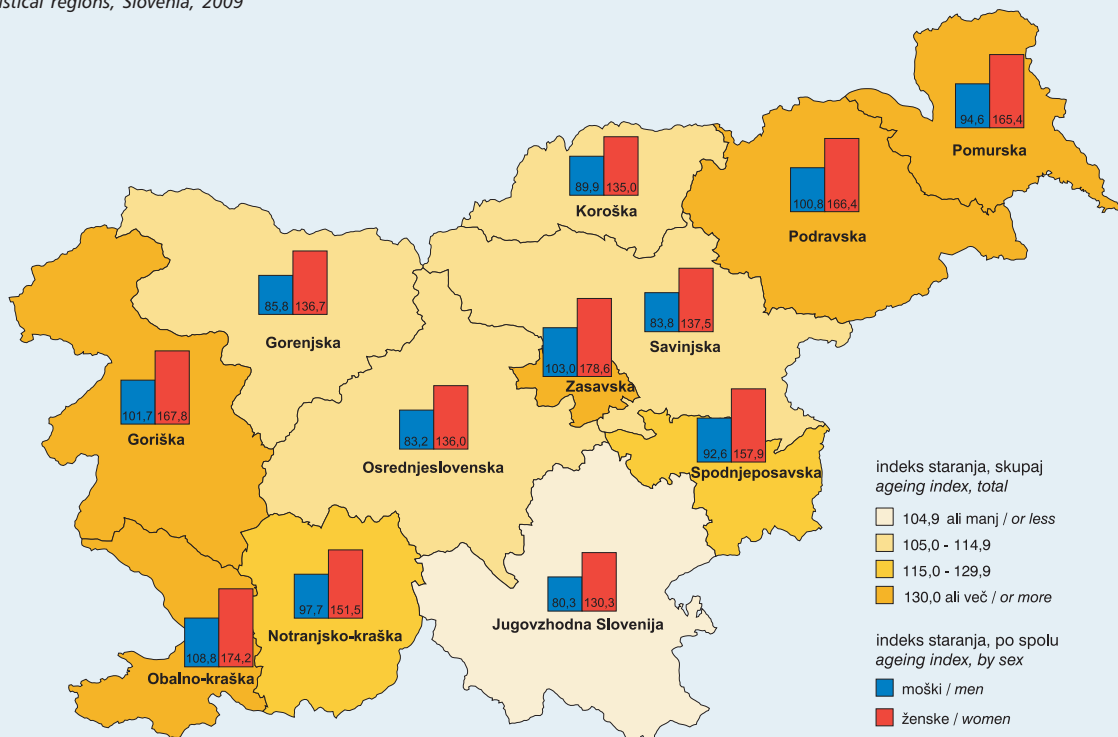 statistical regions, Slovenia, 2009
94,6 165,4
Pomurska
89,9 135,0
Koroška
100,8 166,4
Podravska
85,8 136,7
Gorenjska
83,8 137,5
Savinjska
103,0 178,6
Zasavska
101,7 167,8
Goriška
83,2 136,0
Osrednjeslovenska
92,6 157,9
Spodnjeposavska
97,7 151,5
Notranjsko-kraška
80,3 130,3
Jugovzhodna Slovenija
108,8 174,2
Obalno-kraška
indeks staranja, skupaj
ageing index, total
104,9 ali manj / or less
105,0 - 114,9
115,0 - 129,9
130,0 ali več / or more
indeks staranja, po spolu
ageing index, by sex
moški / men
ženske / women